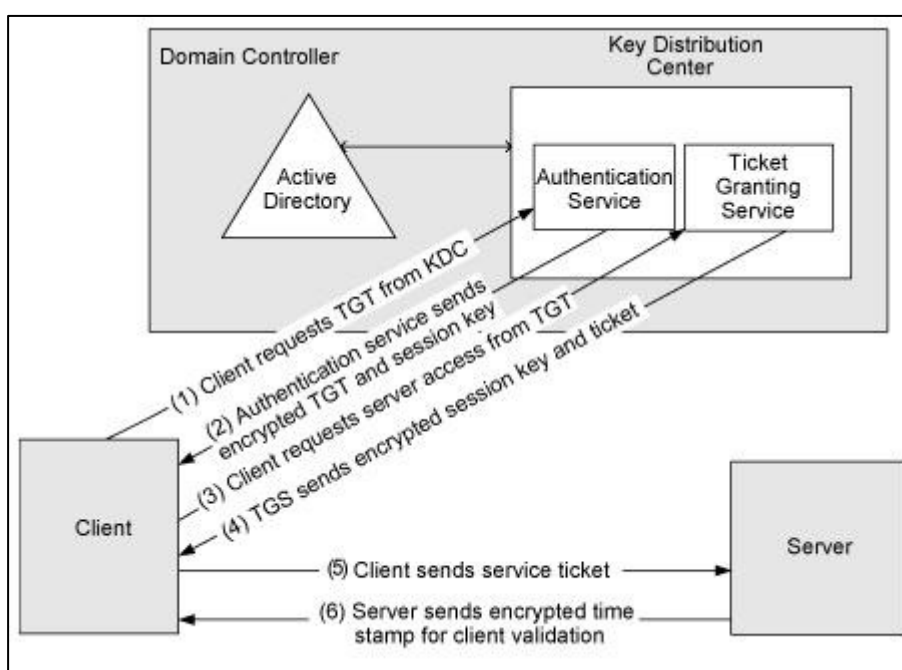 Domain Controller
Key Distribution
Center
Active
Directory
Authentication
Service
Ticket
Granting
Service
(1) Client requests TGT from KDC
(2) Authentication service sends
encrypted TGT and session key
(3) Client requests server access from TGT
(4) TGS sends encrypted session key and ticket
Client
Server
(5) Client sends service ticket
(6) Server sends encrypted time
stamp for client validation